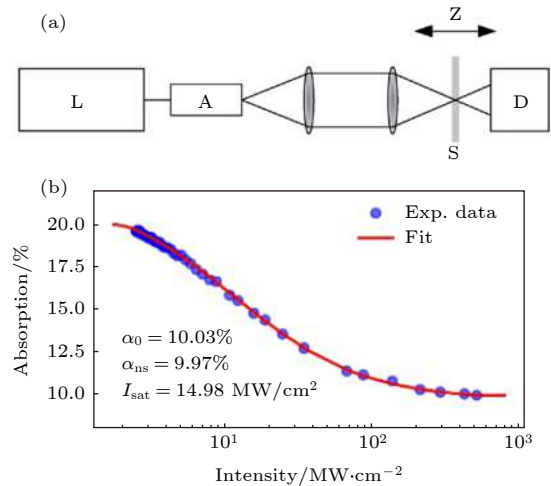 (a)
Z
L
A
D
S
(b)
Absorption/%
20.0
17.5
15.0
12.5
10.0
Exp. data
Fit
α₀ = 10.03%
αₙₛ = 9.97%
I_sat = 14.98 MW/cm²
10¹
10²
10³
Intensity/MW·cm⁻²